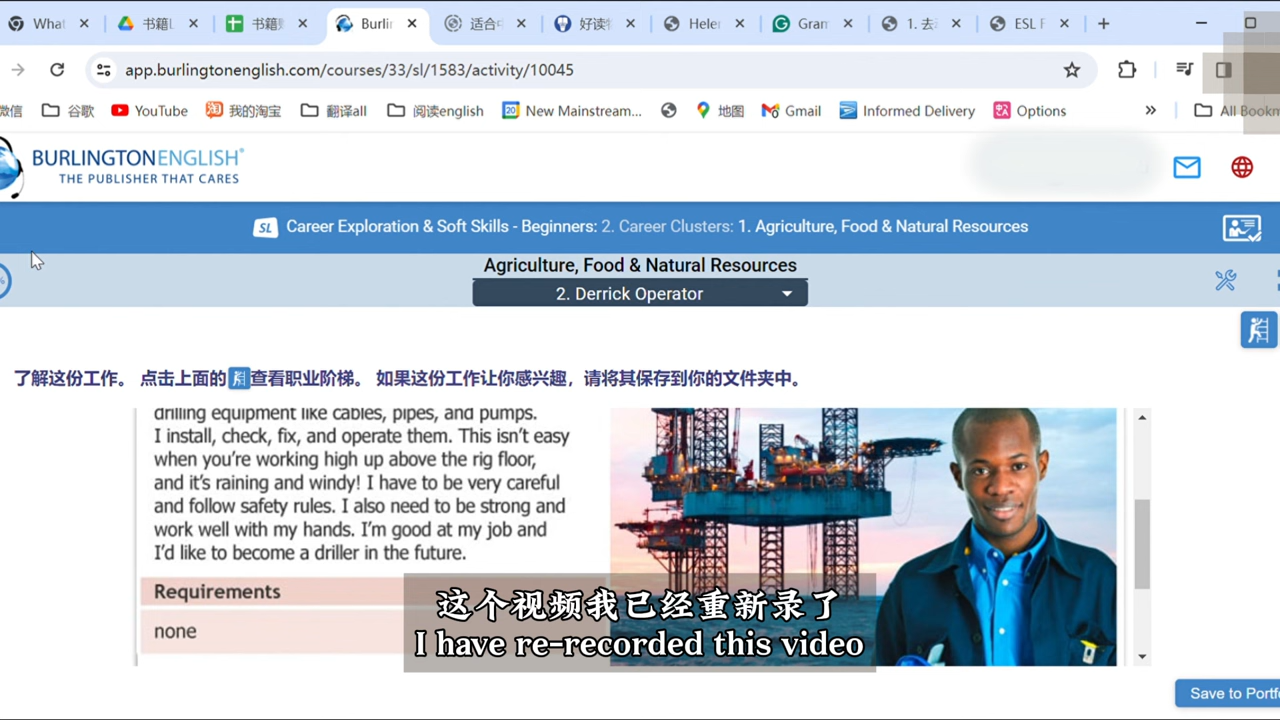 What
书籍L
书籍
Burlin
适合
好读
Helen
Gram
1. 去
ESL F
app.burlingtonenglish.com/courses/33/sl/1583/activity/10045
微信
谷歌
YouTube
我的淘宝
翻译all
阅读english
New Mainstream...
地图
Gmail
Informed Delivery
Options
»
All Bookm
BURLINGTONENGLISH®
THE PUBLISHER THAT CARES
SL Career Exploration & Soft Skills - Beginners: 2. Career Clusters: 1. Agriculture, Food & Natural Resources
Agriculture, Food & Natural Resources
2. Derrick Operator
了解这份工作。 点击上面的查看职业阶梯。 如果这份工作让你感兴趣，请将其保存到你的文件夹中。
drilling equipment like cables, pipes, and pumps.
I install, check, fix, and operate them. This isn’t easy
when you’re working high up above the rig floor,
and it’s raining and windy! I have to be very careful
and follow safety rules. I also need to be strong and
work well with my hands. I’m good at my job and
I’d like to become a driller in the future.
Requirements
none
这个视频我已经重新录了
I have re-recorded this video
Save to Portfo